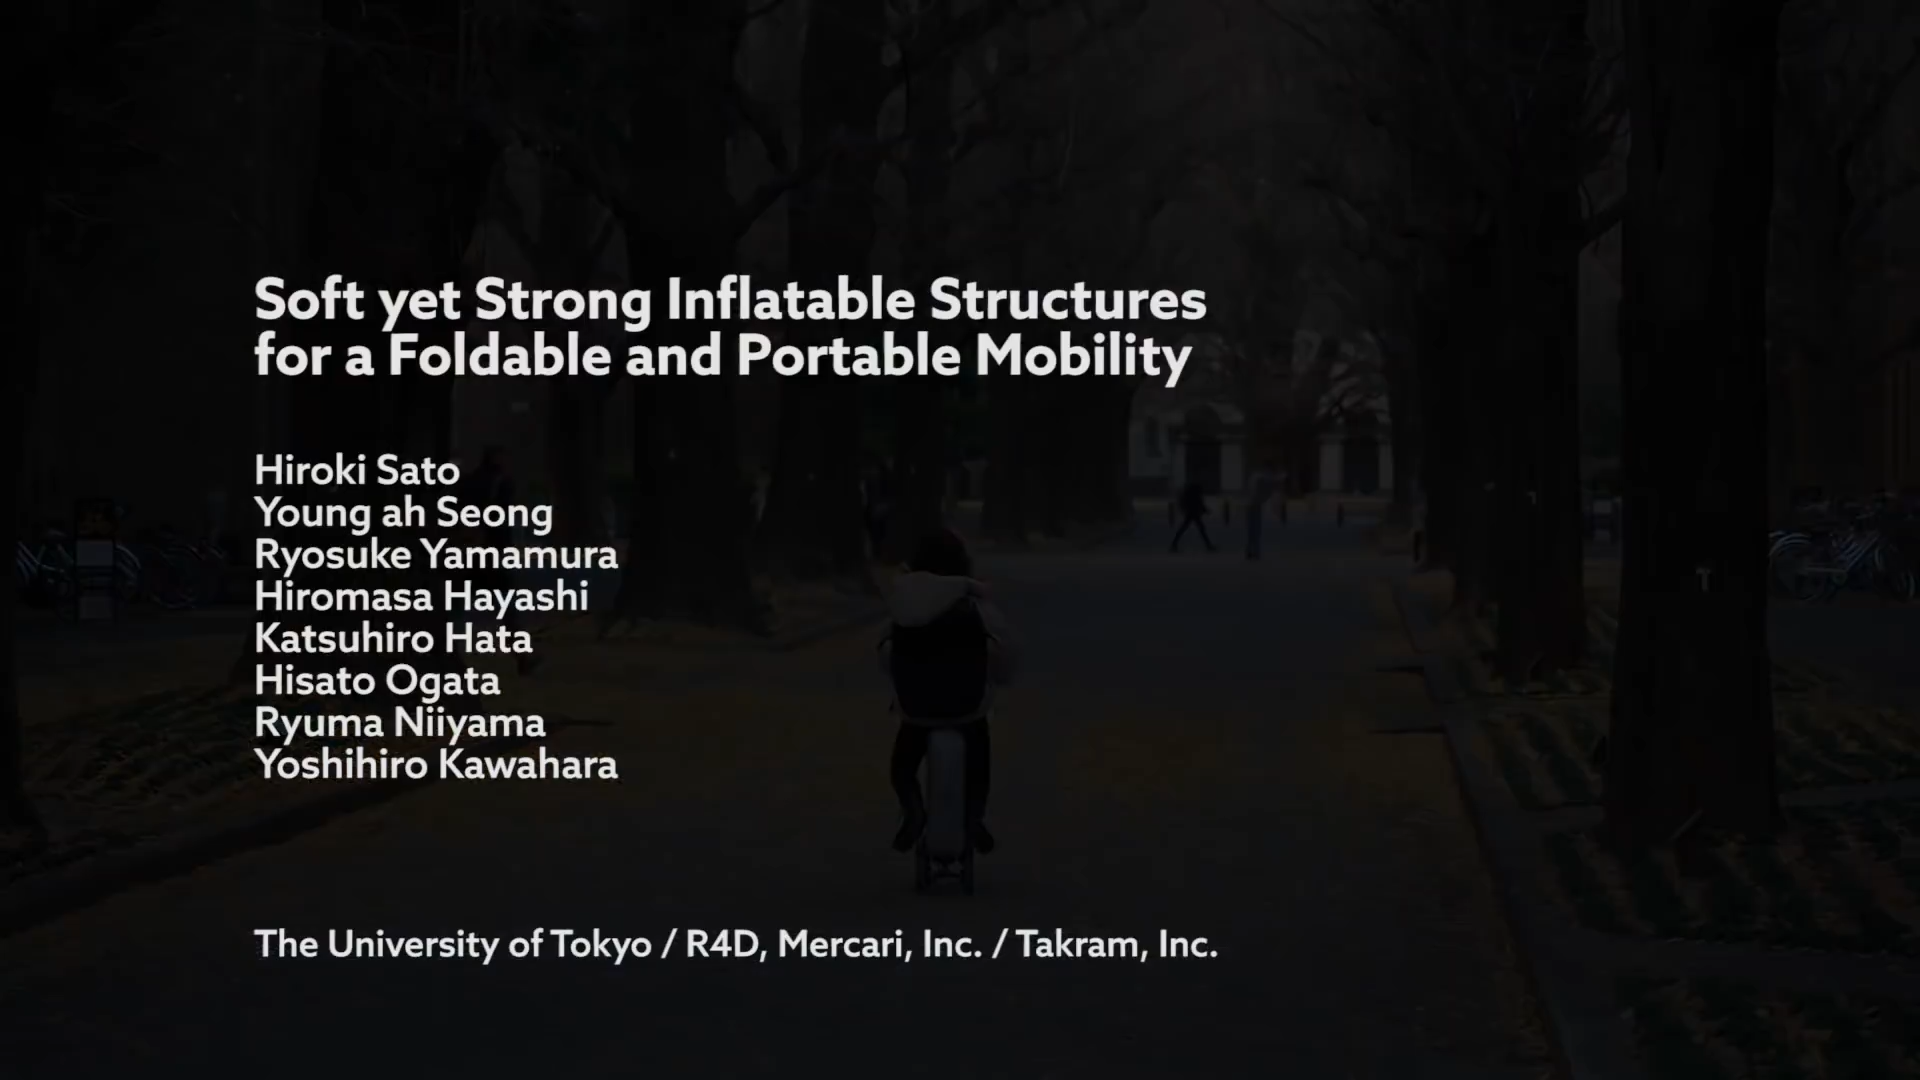 Soft yet Strong Inflatable Structures
for a Foldable and Portable Mobility
Hiroki Sato
Young ah Seong
Ryosuke Yamamura
Hiromasa Hayashi
Katsuhiro Hata
Hisato Ogata
Ryuma Niiyama
Yoshihiro Kawahara
The University of Tokyo / R4D, Mercari, Inc. / Takram, Inc.